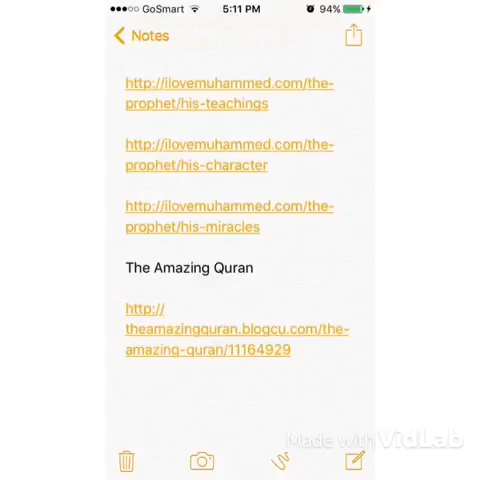 GoSmart 5:11 PM 94%
Notes
http://ilovemuhammed.com/the-
prophet/his-teachings
http://ilovemuhammed.com/the-
prophet/his-character
http://ilovemuhammed.com/the-
prophet/his-miracles
The Amazing Quran
http://
theamazingquran.blogcu.com/the-
amazing-quran/11164929
Made with VidLab